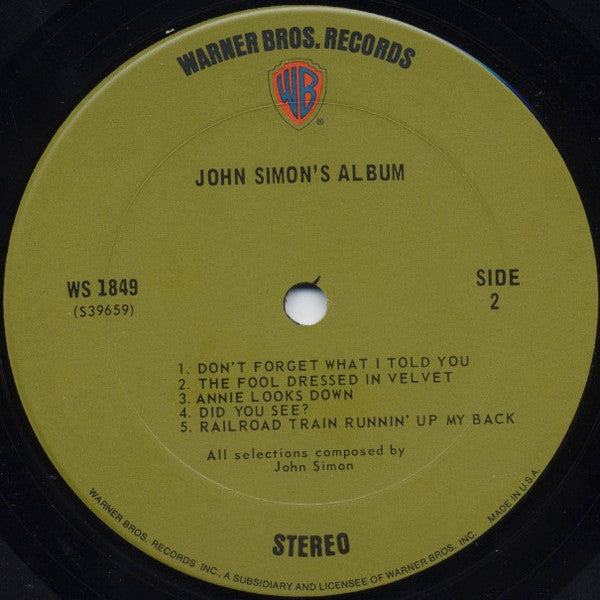 WARNER BROS. RECORDS
WB
®
JOHN SIMON'S ALBUM
WS 1849
(S39659)
SIDE
2
1. DON'T FORGET WHAT I TOLD YOU
2. THE FOOL DRESSED IN VELVET
3. ANNIE LOOKS DOWN
4. DID YOU SEE?
5. RAILROAD TRAIN RUNNIN' UP MY BACK
All selections composed by
John Simon
STEREO
WARNER BROS. RECORDS INC., A SUBSIDIARY AND LICENSEE OF WARNER BROS. INC. MADE IN U.S.A.